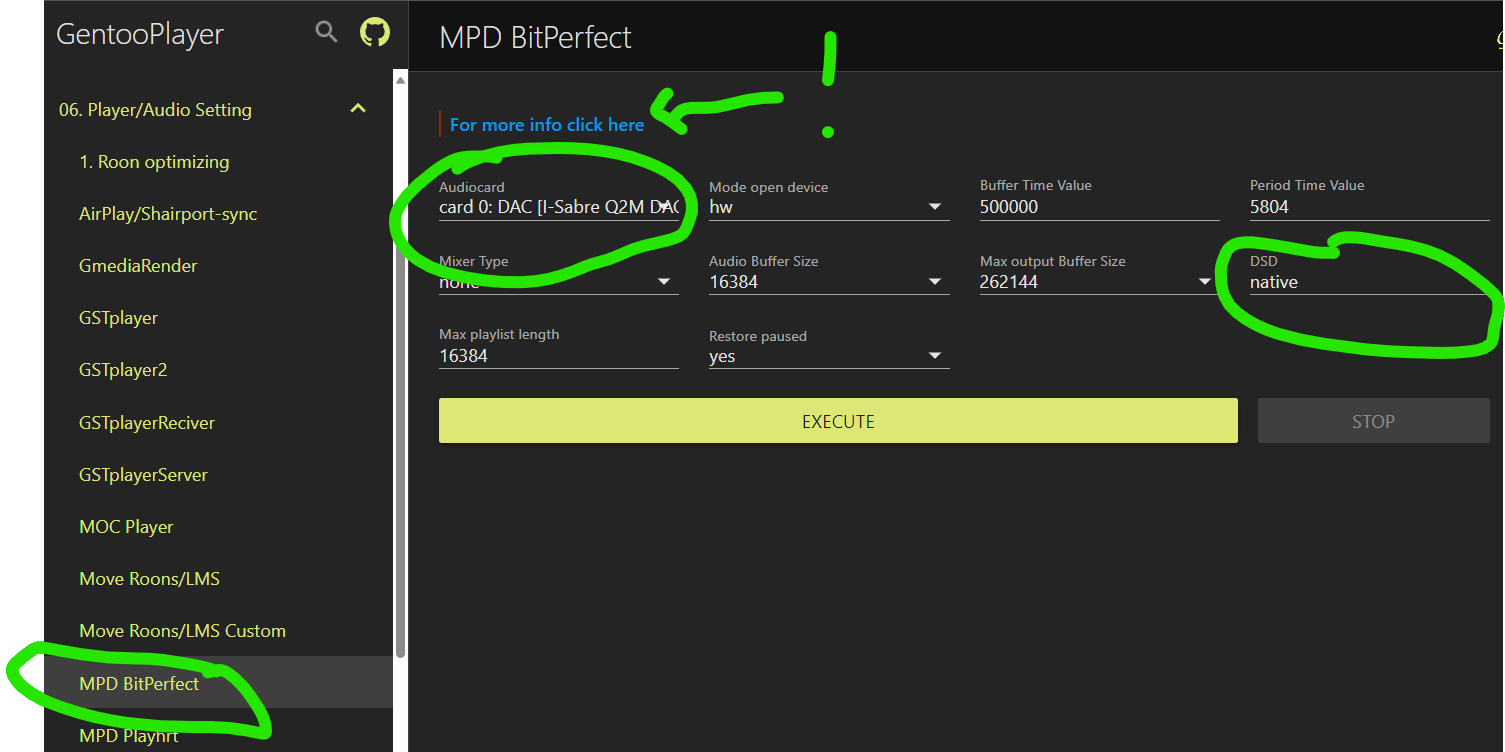 GentooPlayer
MPD BitPerfect
06. Player/Audio Setting
1. Roon optimizing
AirPlay/Shairport-sync
GmediaRender
GSTplayer
GSTplayer2
GSTplayerReciver
GSTplayerServer
MOC Player
Move Roons/LMS
Move Roons/LMS Custom
MPD BitPerfect
MPD Playhrt
!
For more info click here
Audiocard
card 0: DAC [I-Sabre Q2M DAC
Mode open device
hw
Buffer Time Value
500000
Period Time Value
5804
Mixer Type
none
Audio Buffer Size
16384
Max output Buffer Size
262144
DSD
native
Max playlist length
16384
Restore paused
yes
EXECUTE
STOP